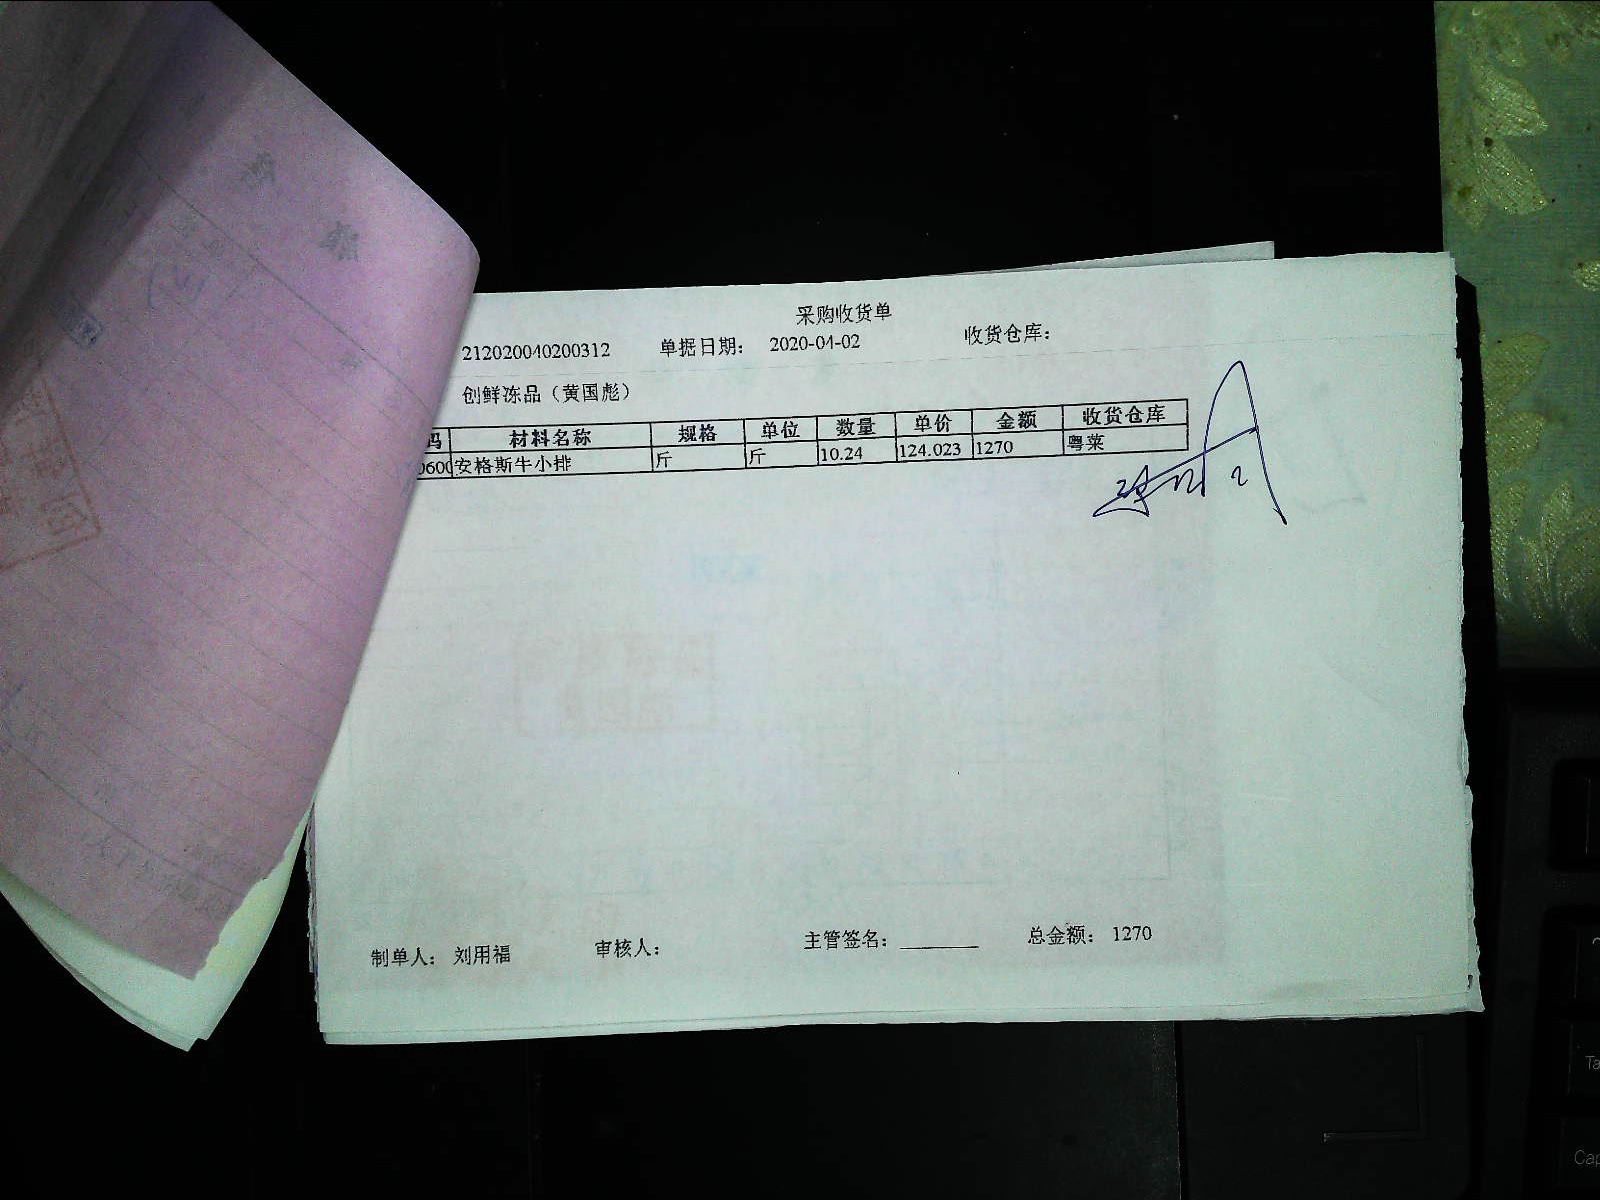 采购收货单
212020040200312 单据日期： 2020-04-02 收货仓库：
创鲜冻品（黄国彪）
码 材料名称 规格 单位 数量 单价 金额 收货仓库
0600 安格斯牛小排 斤 斤 10.24 124.023 1270 粤菜
制单人： 刘用福 审核人： 主管签名：________ 总金额： 1270